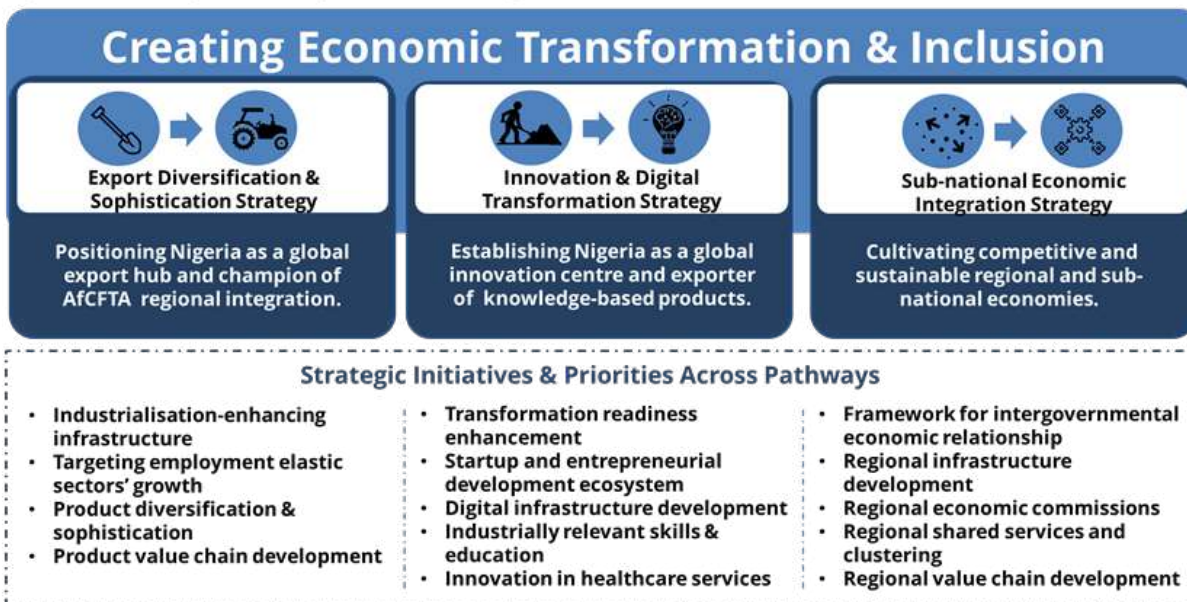 Creating Economic Transformation & Inclusion
Export Diversification &
Sophistication Strategy
Positioning Nigeria as a global
export hub and champion of
AfCFTA regional integration.
Innovation & Digital
Transformation Strategy
Establishing Nigeria as a global
innovation centre and exporter
of knowledge-based products.
Sub-national Economic
Integration Strategy
Cultivating competitive and
sustainable regional and sub-
national economies.
Strategic Initiatives & Priorities Across Pathways
• Industrialisation-enhancing
infrastructure
• Targeting employment elastic
sectors’ growth
• Product diversification &
sophistication
• Product value chain development
• Transformation readiness
enhancement
• Startup and entrepreneurial
development ecosystem
• Digital infrastructure development
• Industrially relevant skills &
education
• Innovation in healthcare services
• Framework for intergovernmental
economic relationship
• Regional infrastructure
development
• Regional economic commissions
• Regional shared services and
clustering
• Regional value chain development